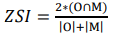 ZSI = 2*(O∩M) / |O|+|M|